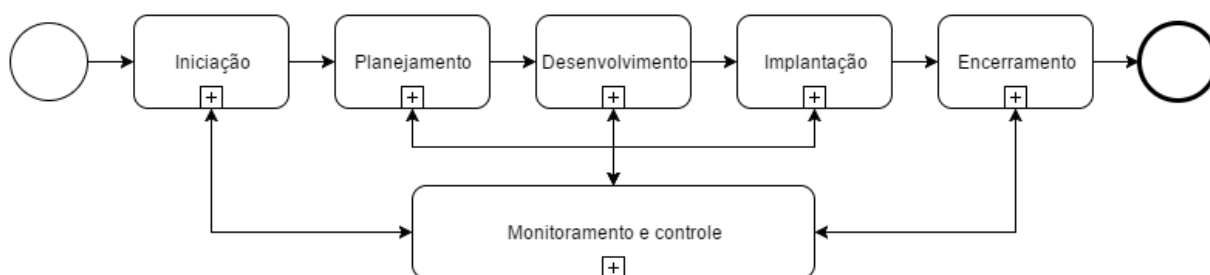 Iniciação
Planejamento
Desenvolvimento
Implantação
Encerramento
Monitoramento e controle